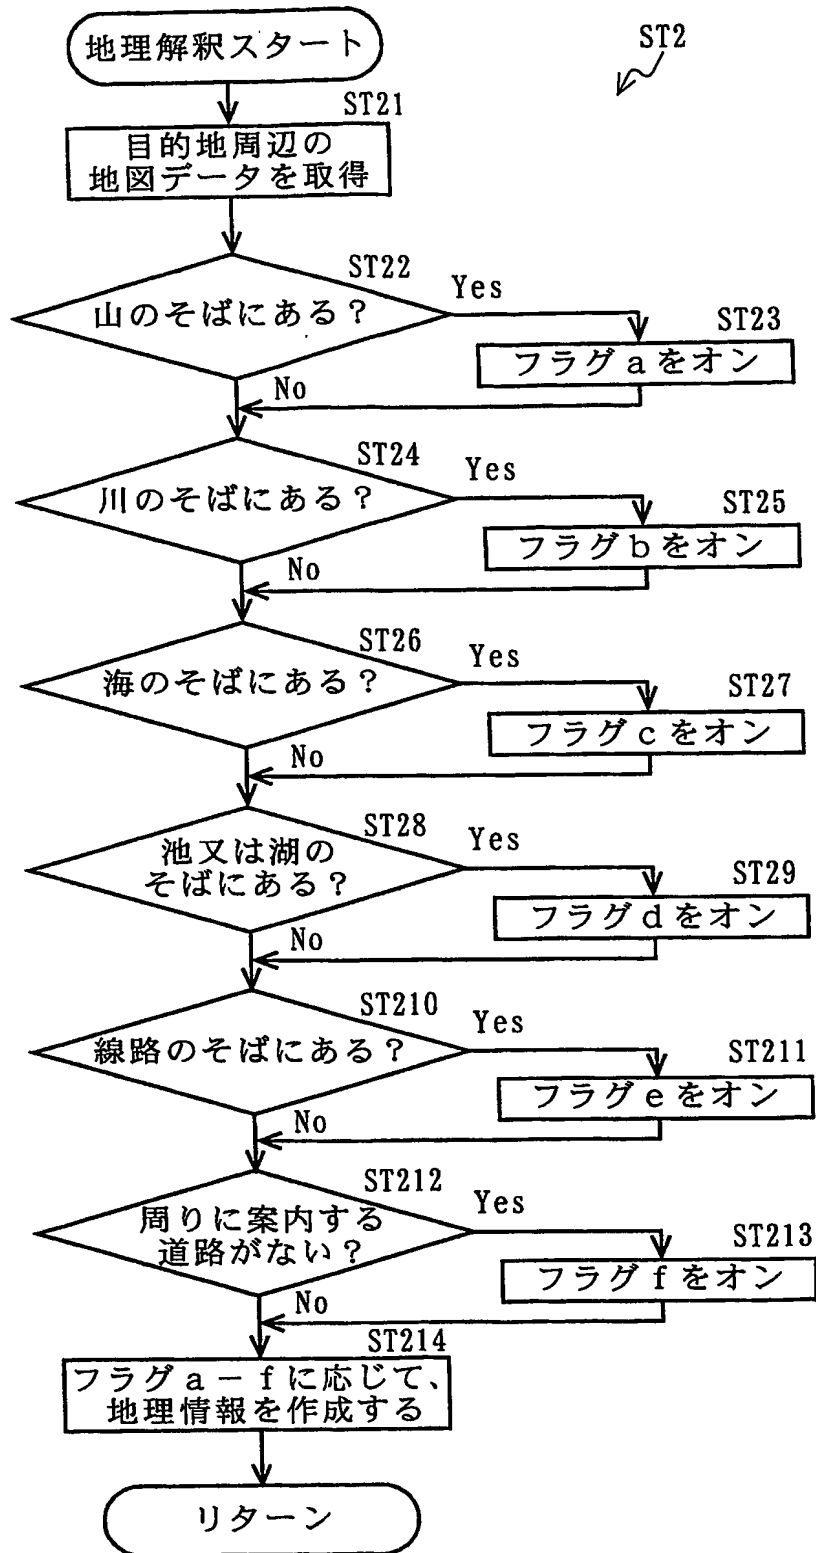 地理解釈スタート
ST2
ST21
目的地周辺の
地図データを取得
ST22
山のそばにある?
Yes
ST23
フラグaをオン
No
ST24
川のそばにある?
Yes
ST25
フラグbをオン
No
ST26
海のそばにある?
Yes
ST27
フラグcをオン
No
ST28
池又は湖の
そばにある?
Yes
ST29
フラグdをオン
No
ST210
線路のそばにある?
Yes
ST211
フラグeをオン
No
ST212
周りに案内する
道路がない?
Yes
ST213
フラグfをオン
No
ST214
フラグa-fに応じて、
地理情報を作成する
リターン